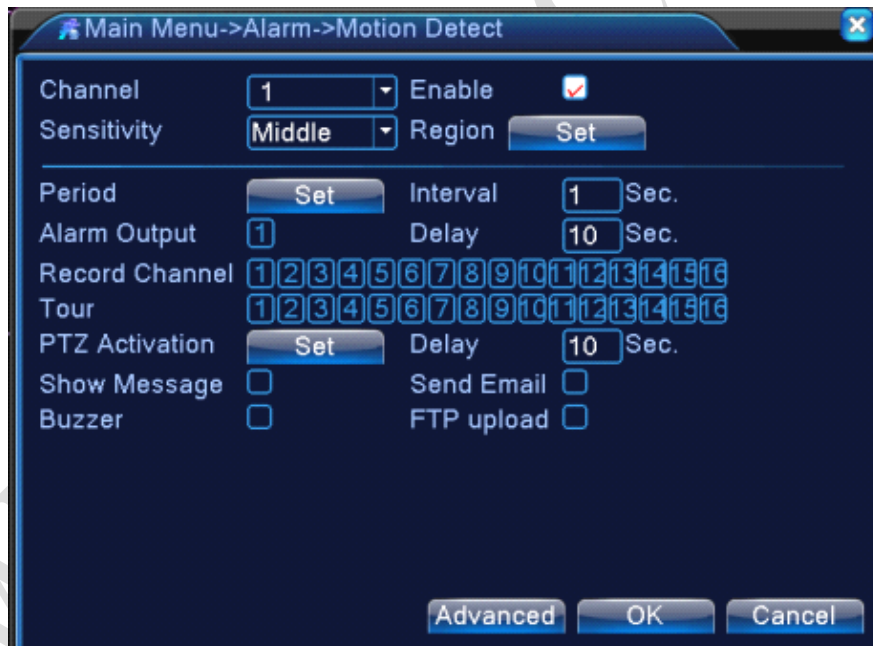 Main Menu->Alarm->Motion Detect
Channel 1 Enable
Sensitivity Middle Region Set
Period Set Interval 1 Sec.
Alarm Output 1 Delay 10 Sec.
Record Channel 1 2 3 4 5 6 7 8 9 10 11 12 13 14 15 16
Tour 1 2 3 4 5 6 7 8 9 10 11 12 13 14 15 16
PTZ Activation Set Delay 10 Sec.
Show Message Send Email
Buzzer FTP upload
Advanced OK Cancel